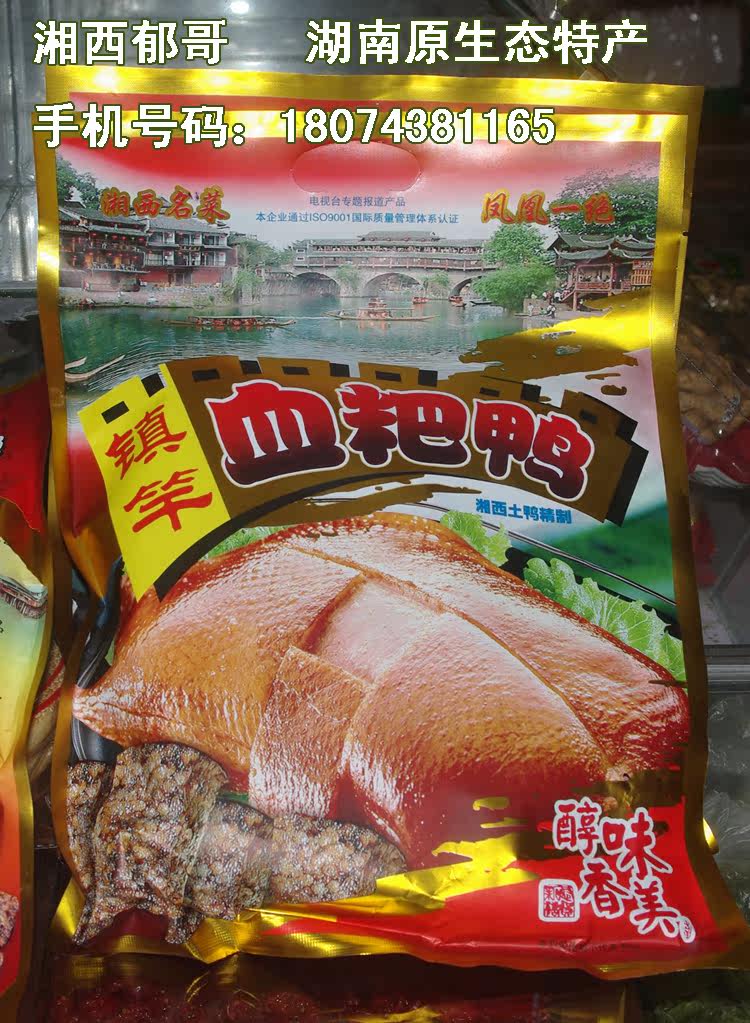 湘西郁哥 湖南原生态特产
手机号码：18074381165
电视台专题报道产品
本企业通过ISO9001国际质量管理体系认证
湘西名菜
凤凰一绝
镇竿
血粑鸭
湘西土鸭精制
醇香
味美